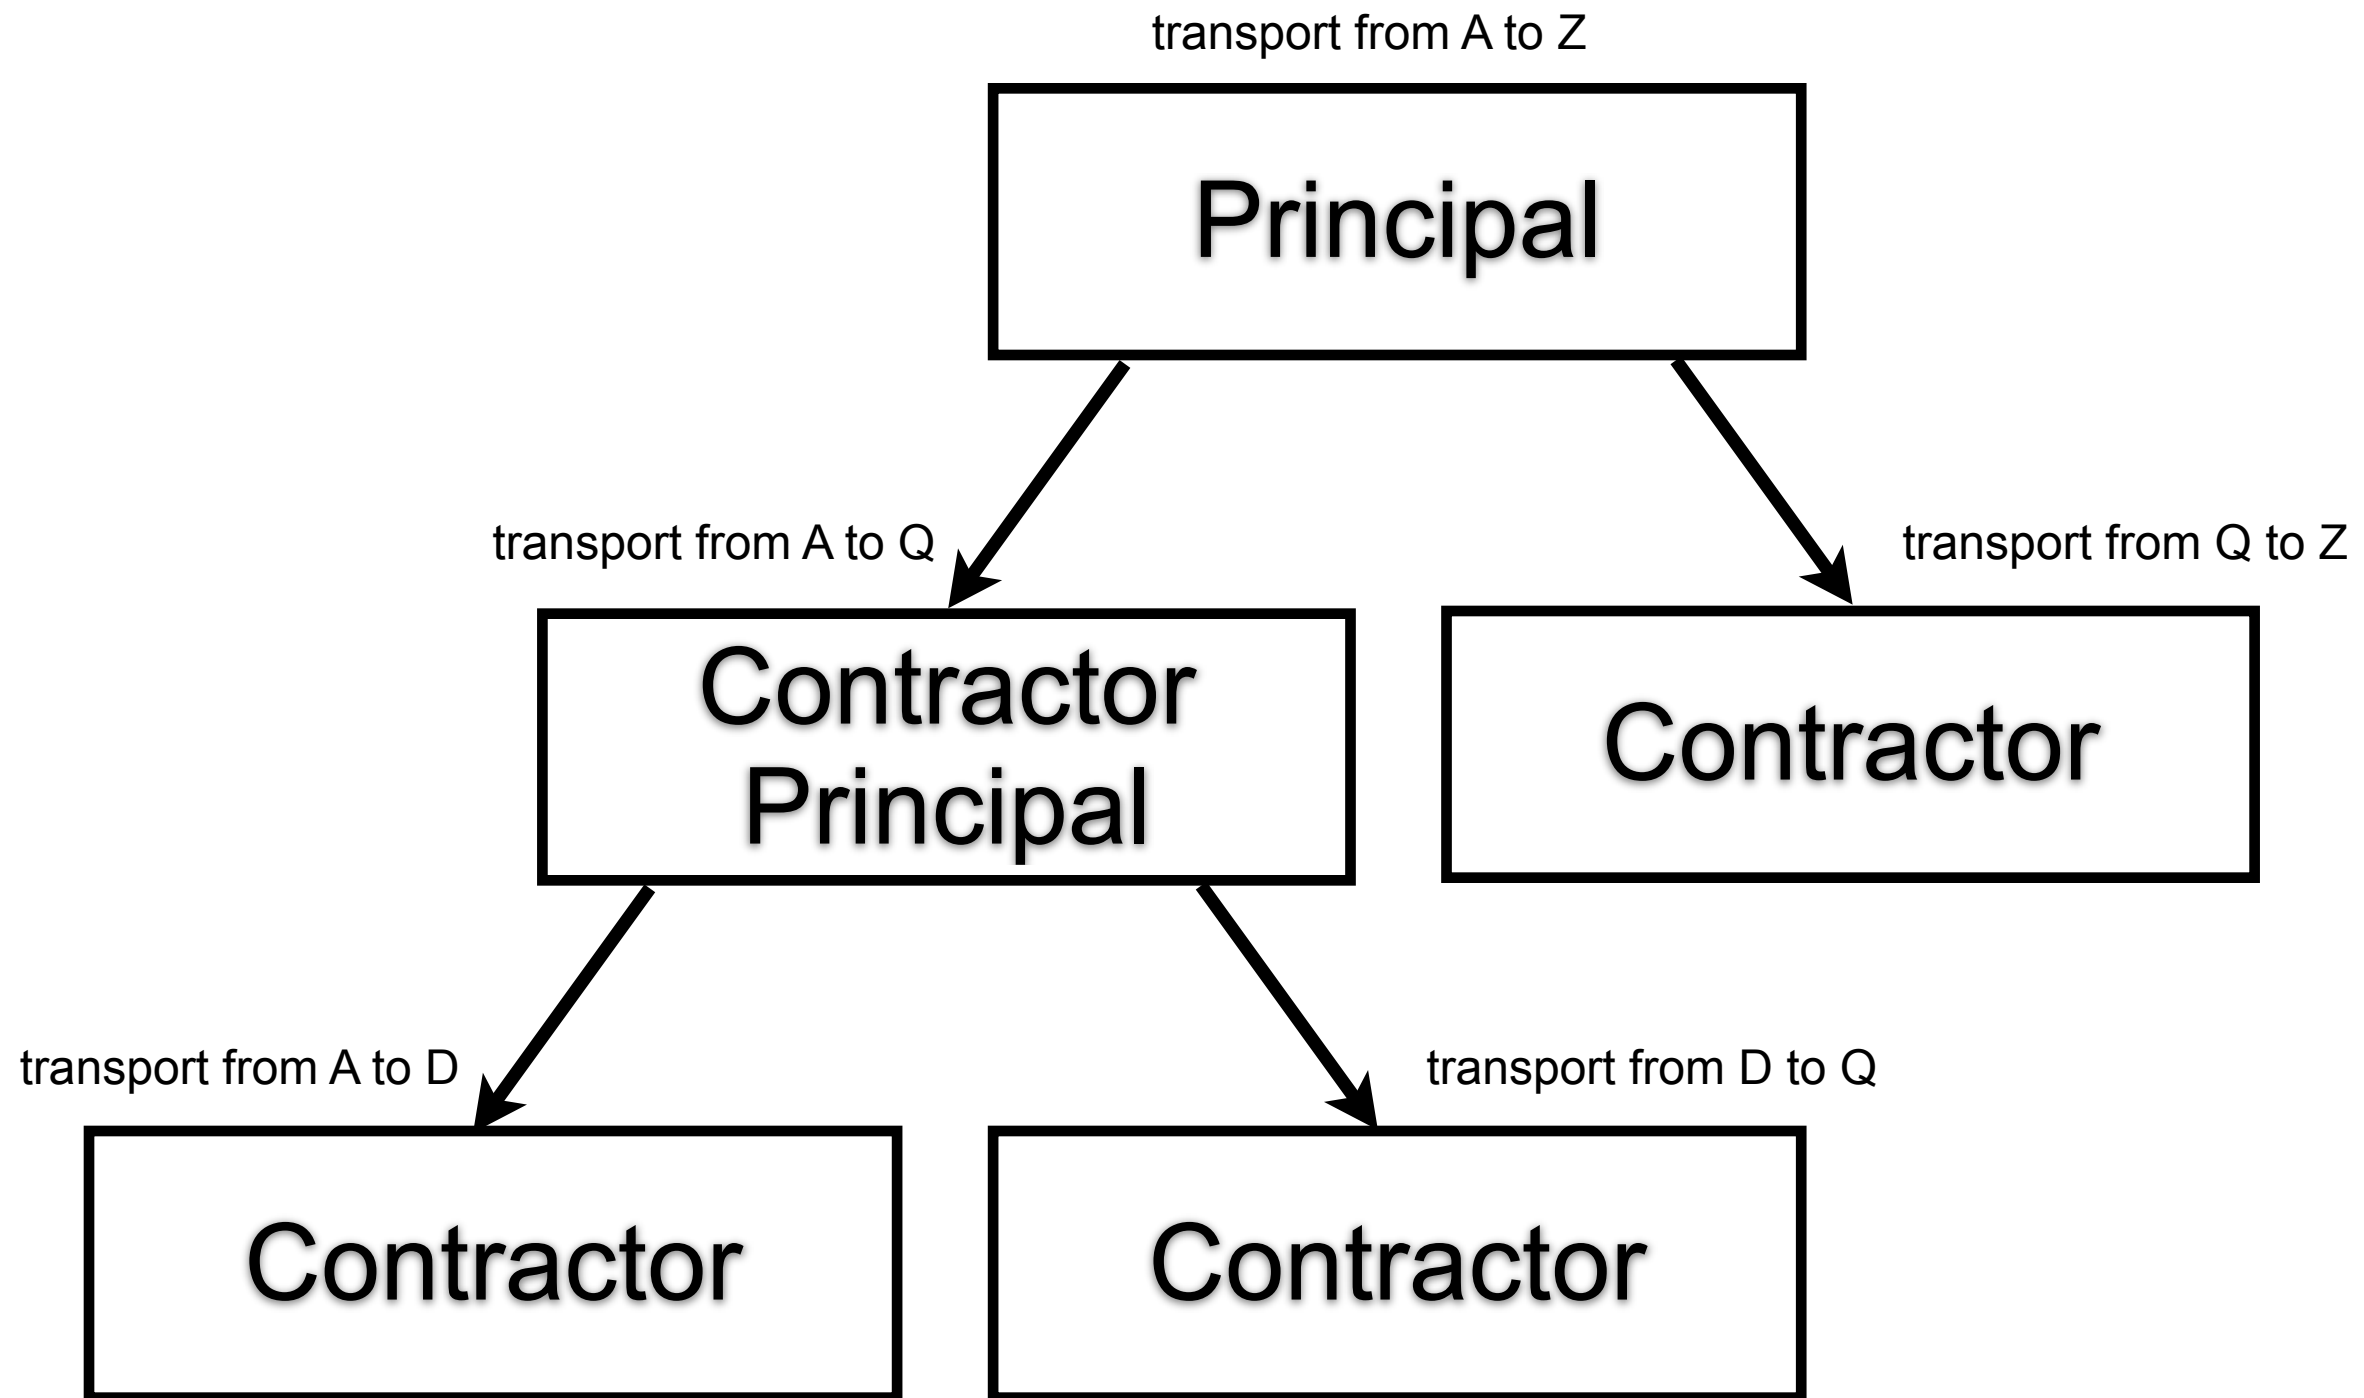 transport from A to Z
Principal
transport from A to Q
transport from Q to Z
Contractor
Principal
Contractor
transport from A to D
transport from D to Q
Contractor
Contractor